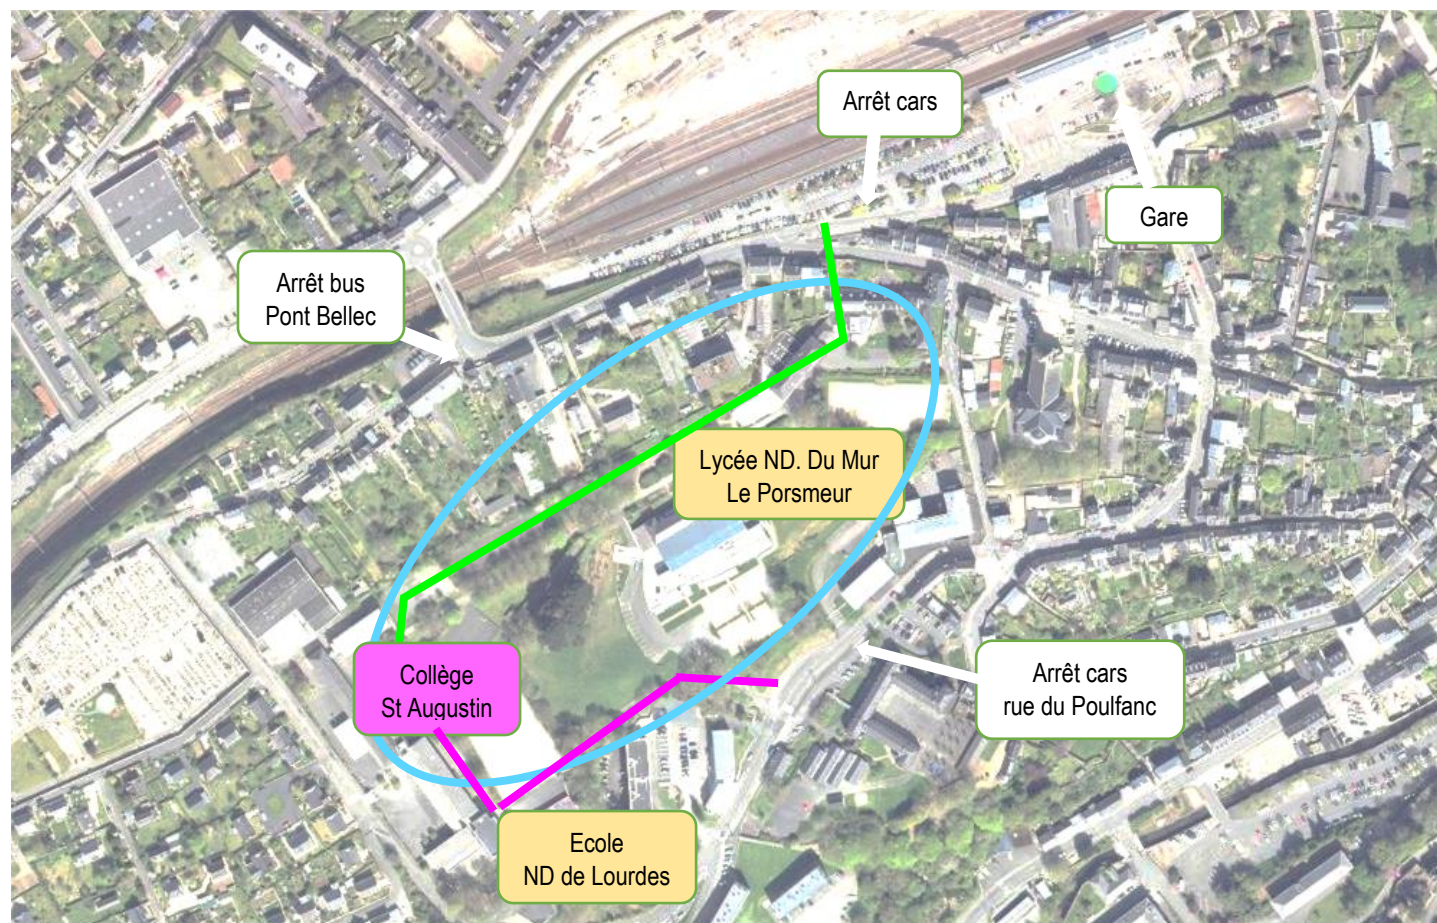 Arrêt cars
Gare
Arrêt bus
Pont Bellec
Lycée ND. Du Mur
Le Porsmeur
Collège
St Augustin
Arrêt cars
rue du Poulfanc
Ecole
ND de Lourdes